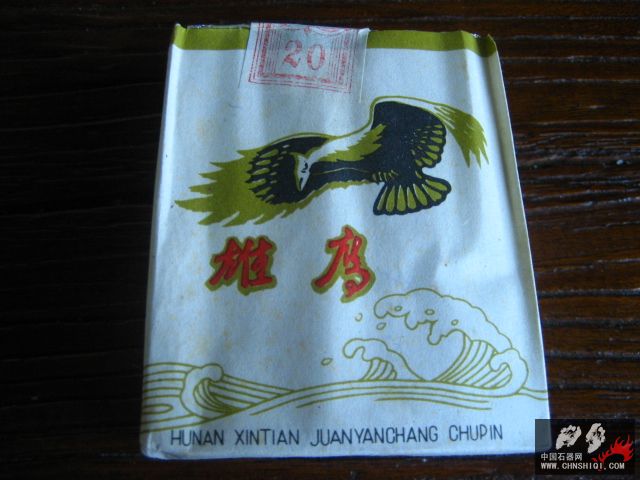 20
雄鹰
HUNAN XINTIAN JUANYANCHANG CHUPIN
中国石器网
WWW.CHNSHIQI.COM